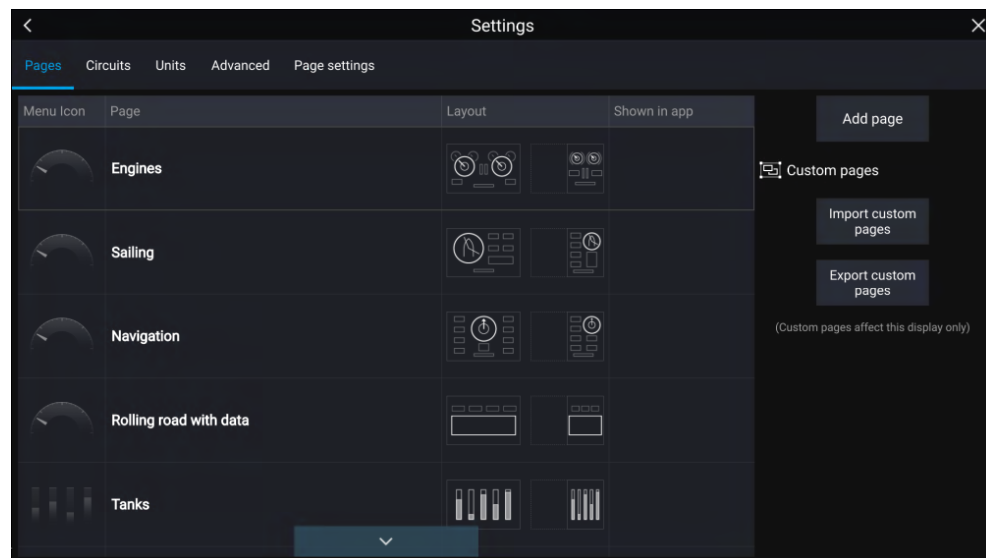 Settings
Pages Circuits Units Advanced Page settings
Menu Icon Page Layout Shown in app
Engines
Sailing
Navigation
Rolling road with data
Tanks
Add page
Custom pages
Import custom
pages
Export custom
pages
(Custom pages affect this display only)